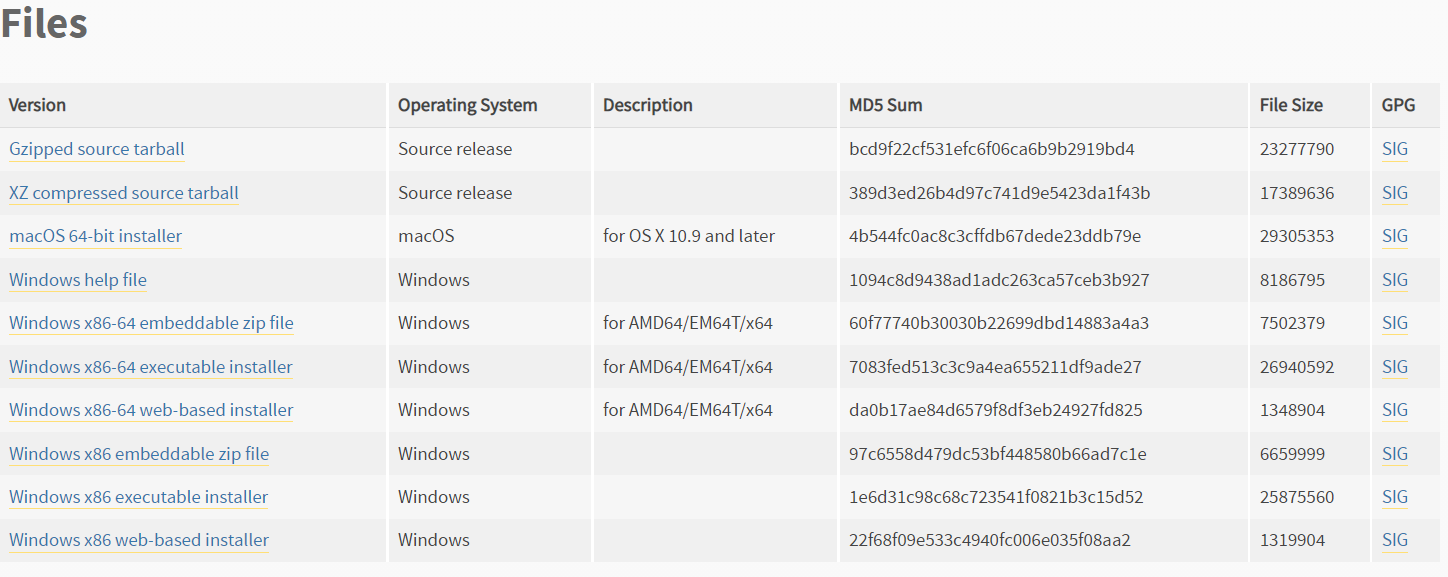 Files
Version Operating System Description MD5 Sum File Size GPG
Gzipped source tarball Source release bcd9f22cf531efc6f06ca6b9b2919bd4 23277790 SIG
XZ compressed source tarball Source release 389d3ed26b4d97c741d9e5423da1f43b 17389636 SIG
macOS 64-bit installer macOS for OS X 10.9 and later 4b544fc0ac8c3cffdb67dede23ddb79e 29305353 SIG
Windows help file Windows 1094c8d9438ad1adc263ca57ceb3b927 8186795 SIG
Windows x86-64 embeddable zip file Windows for AMD64/EM64T/x64 60f77740b30030b22699dbd14883a4a3 7502379 SIG
Windows x86-64 executable installer Windows for AMD64/EM64T/x64 7083fed513c3c9a4ea655211df9ade27 26940592 SIG
Windows x86-64 web-based installer Windows for AMD64/EM64T/x64 da0b17ae84d6579f8df3eb24927fd825 1348904 SIG
Windows x86 embeddable zip file Windows 97c6558d479dc53bf448580b66ad7c1e 6659999 SIG
Windows x86 executable installer Windows 1e6d31c98c68c723541f0821b3c15d52 25875560 SIG
Windows x86 web-based installer Windows 22f68f09e533c4940fc006e035f08aa2 1319904 SIG